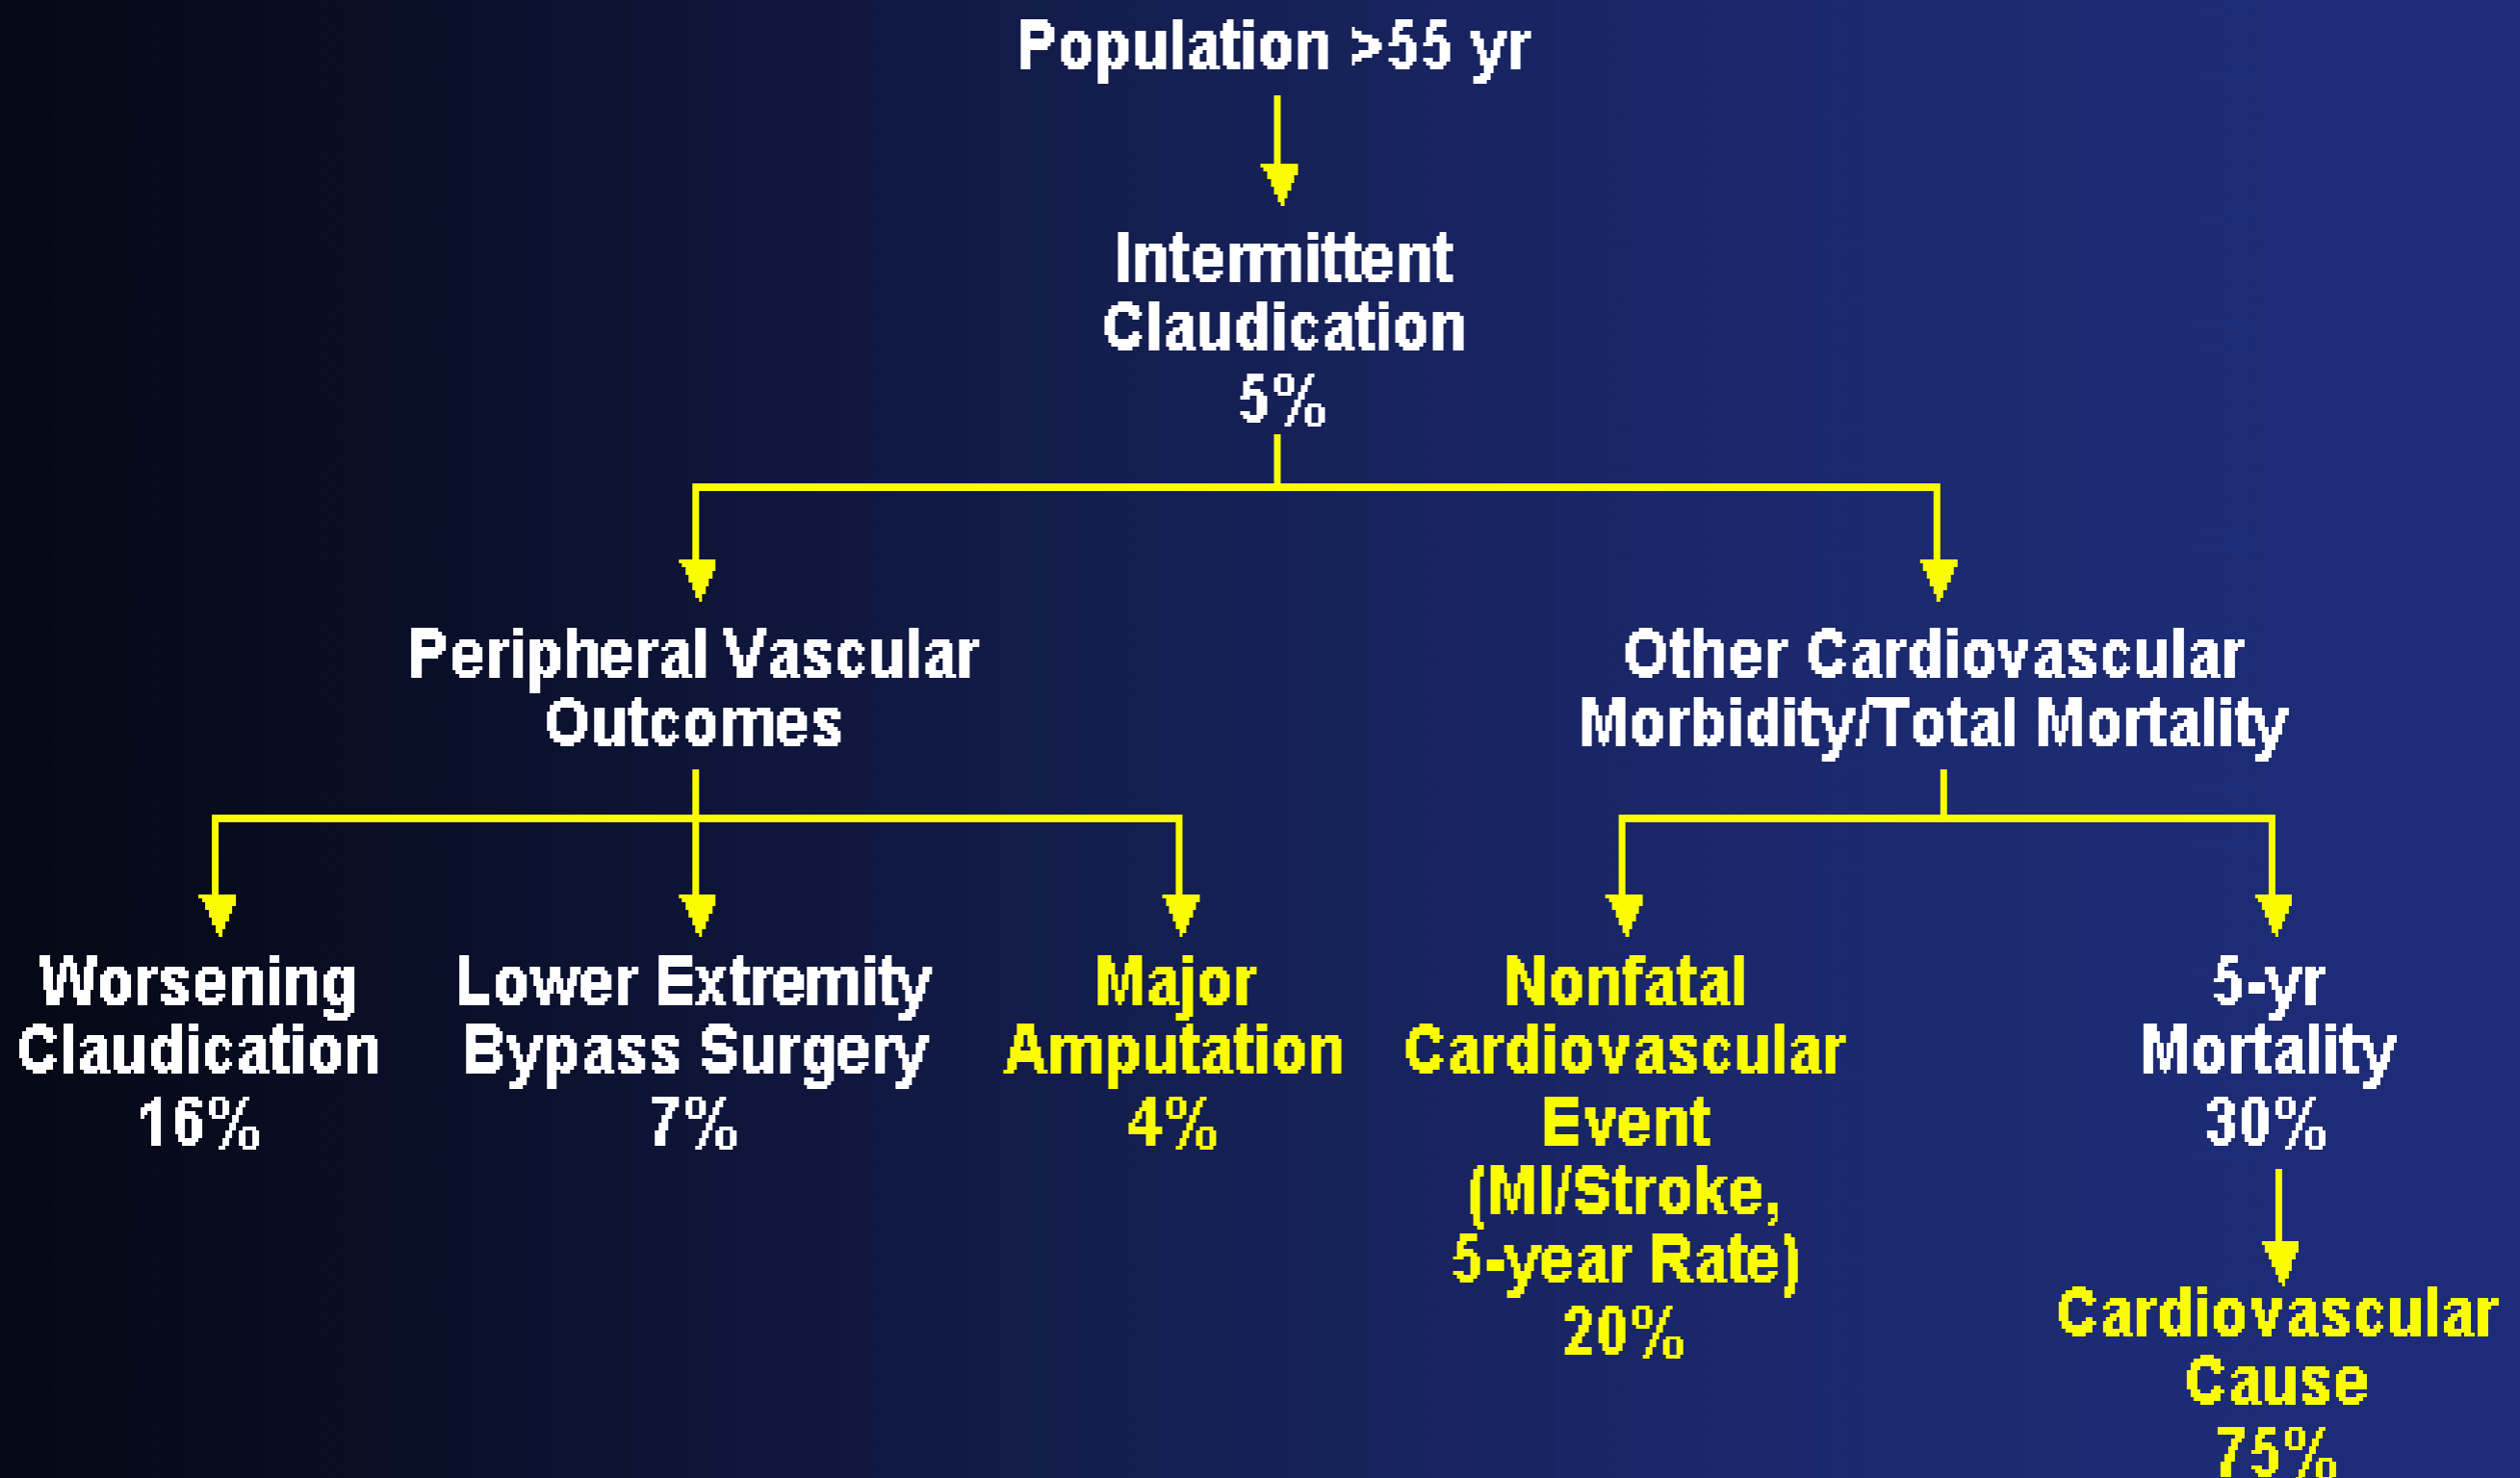 Population >55 yr
Intermittent
Claudication
5%
Peripheral Vascular
Outcomes
Other Cardiovascular
Morbidity/Total Mortality
Worsening
Claudication
16%
Lower Extremity
Bypass Surgery
7%
Major
Amputation
4%
Nonfatal
Cardiovascular
Event
(MI/Stroke,
5-year Rate)
20%
5-yr
Mortality
30%
Cardiovascular
Cause
75%